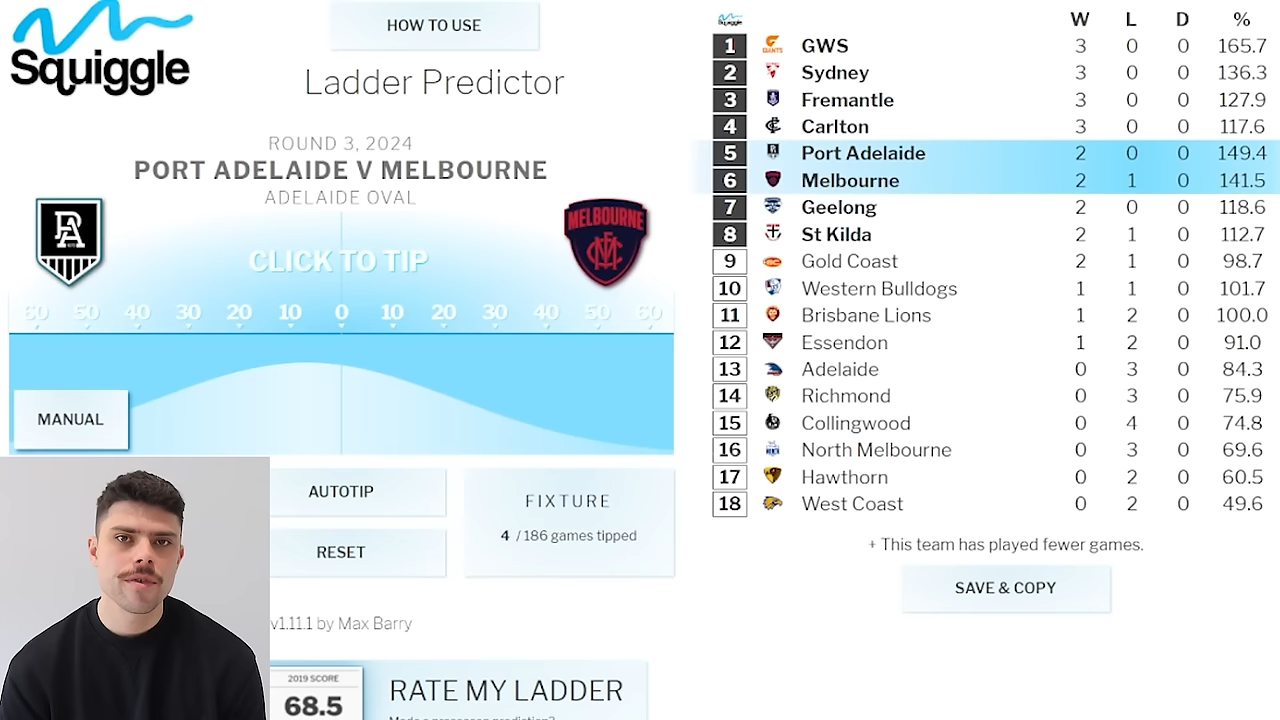 Squiggle
HOW TO USE
Ladder Predictor
ROUND 3, 2024
PORT ADELAIDE V MELBOURNE
ADELAIDE OVAL
PA
MELBOURNE
CLICK TO TIP
60 50 40 30 20 10 0 10 20 30 40 50 60
MANUAL
AUTOTIP
RESET
FIXTURE
4 / 186 games tipped
v1.11.1 by Max Barry
2019 SCORE
68.5
RATE MY LADDER
Squiggle W L D %
1 GWS 3 0 0 165.7
2 Sydney 3 0 0 136.3
3 Fremantle 3 0 0 127.9
4 Carlton 3 0 0 117.6
5 Port Adelaide 2 0 0 149.4
6 Melbourne 2 1 0 141.5
7 Geelong 2 0 0 118.6
8 St Kilda 2 1 0 112.7
9 Gold Coast 2 1 0 98.7
10 Western Bulldogs 1 1 0 101.7
11 Brisbane Lions 1 2 0 100.0
12 Essendon 1 2 0 91.0
13 Adelaide 0 3 0 84.3
14 Richmond 0 3 0 75.9
15 Collingwood 0 4 0 74.8
16 North Melbourne 0 3 0 69.6
17 Hawthorn 0 2 0 60.5
18 West Coast 0 2 0 49.6
+ This team has played fewer games.
SAVE & COPY